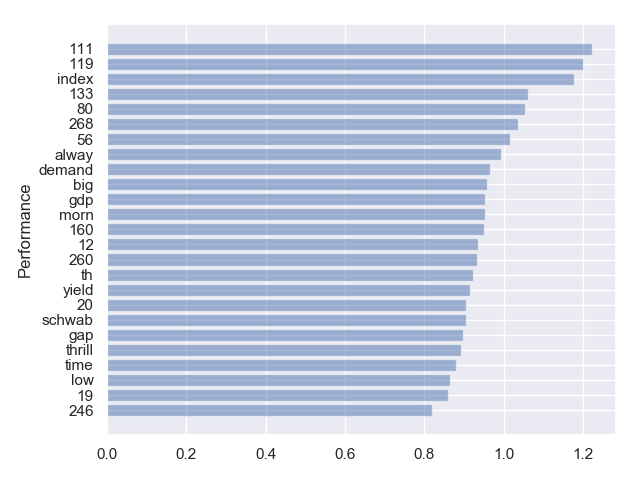 111
119
index
133
80
268
56
alway
demand
big
gdp
morn
160
12
260
th
yield
20
schwab
gap
thrill
time
low
19
246
Performance
0.0 0.2 0.4 0.6 0.8 1.0 1.2